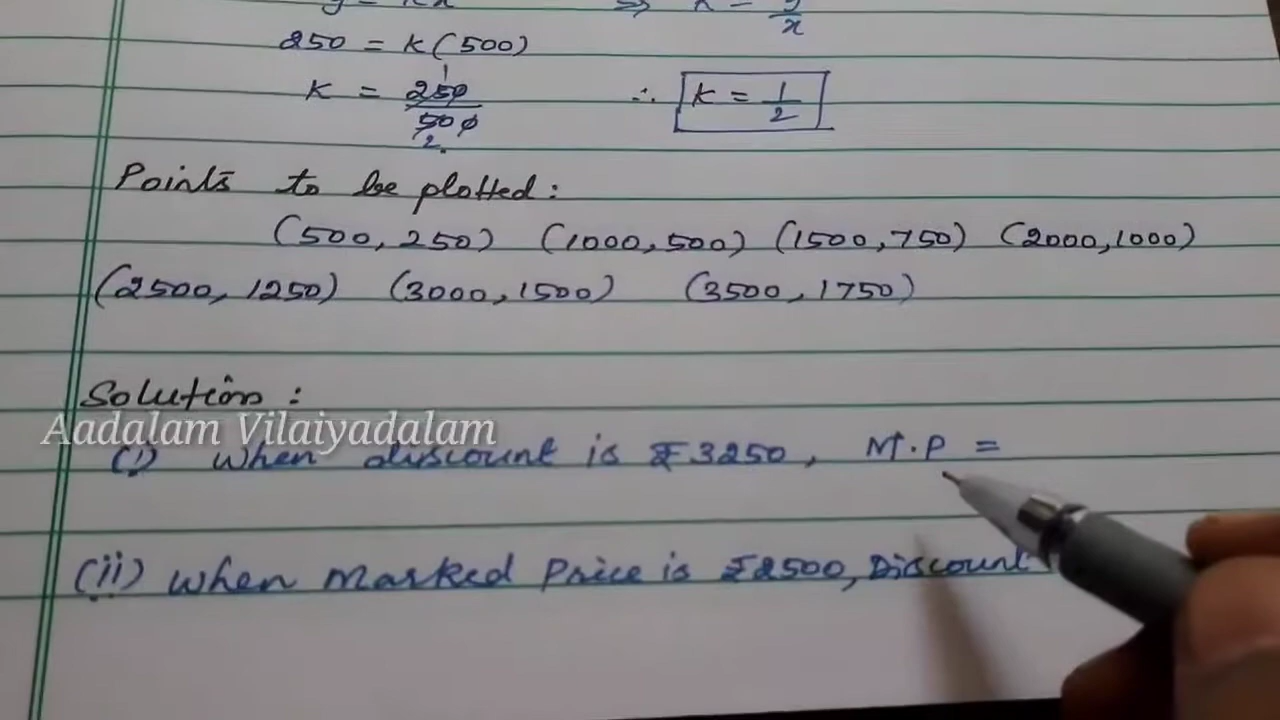 y = kx ⇒ k = y/x
250 = k(500)
k = 250/500 ∴ k = 1/2
Points to be plotted :
(500, 250) (1000, 500) (1500, 750) (2000, 1000)
(2500, 1250) (3000, 1500) (3500, 1750)
Solution :
Aadalam Vilaiyadalam
(i) When discount is ₹3250, M.P =
(ii) When Marked Price is ₹2500, Discount